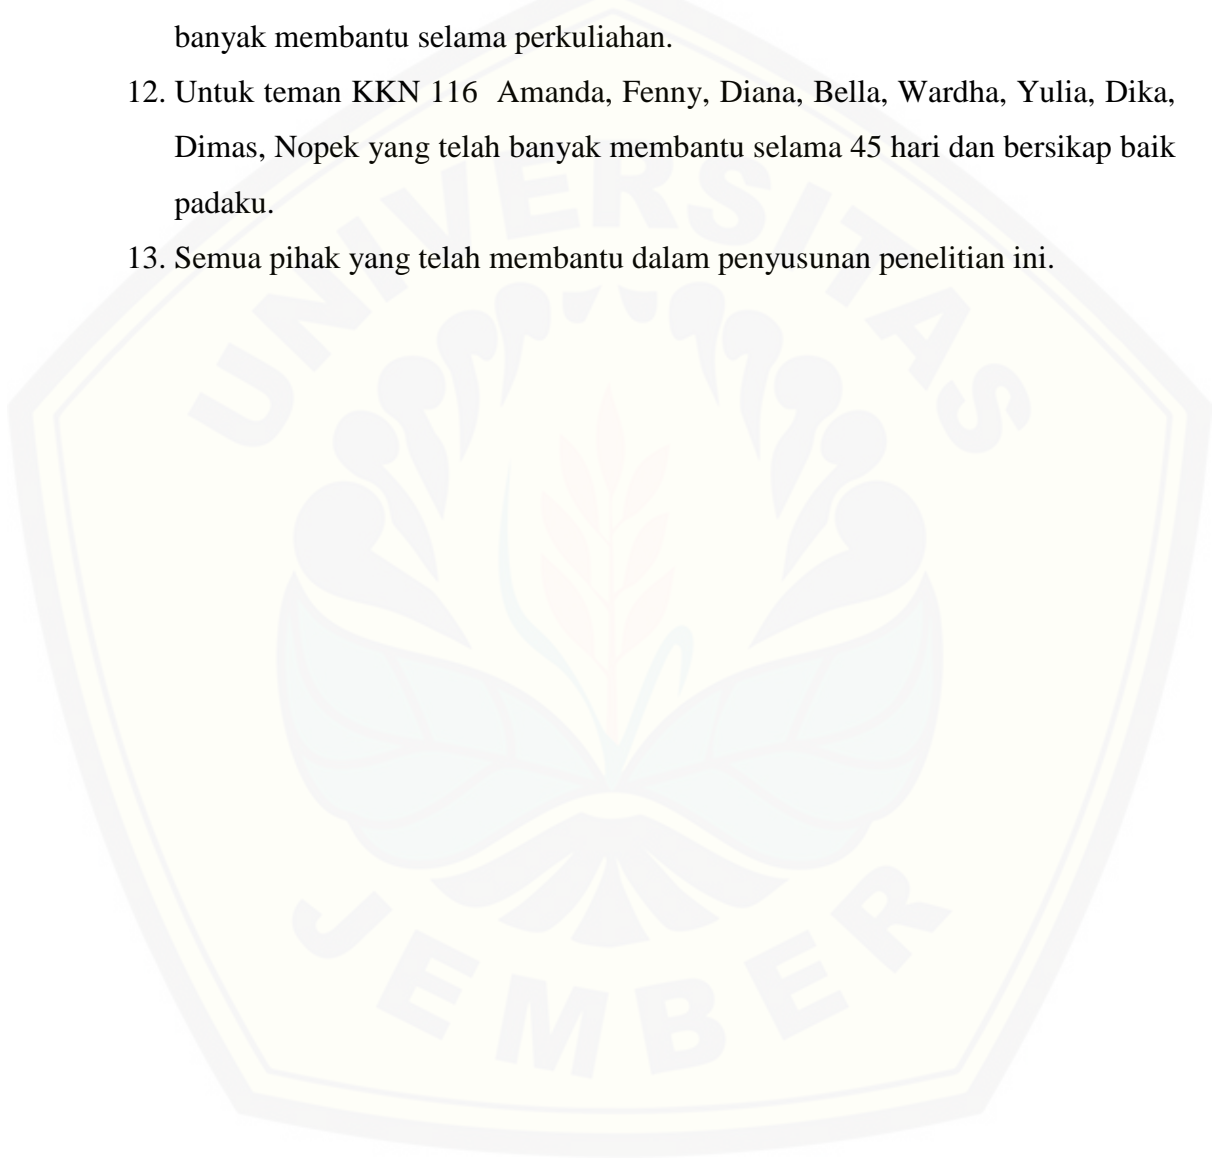 banyak membantu selama perkuliahan.
12. Untuk teman KKN 116  Amanda, Fenny, Diana, Bella, Wardha, Yulia, Dika,
Dimas, Nopek yang telah banyak membantu selama 45 hari dan bersikap baik
padaku.
13. Semua pihak yang telah membantu dalam penyusunan penelitian ini.
UNIVERSITAS
JEMBER